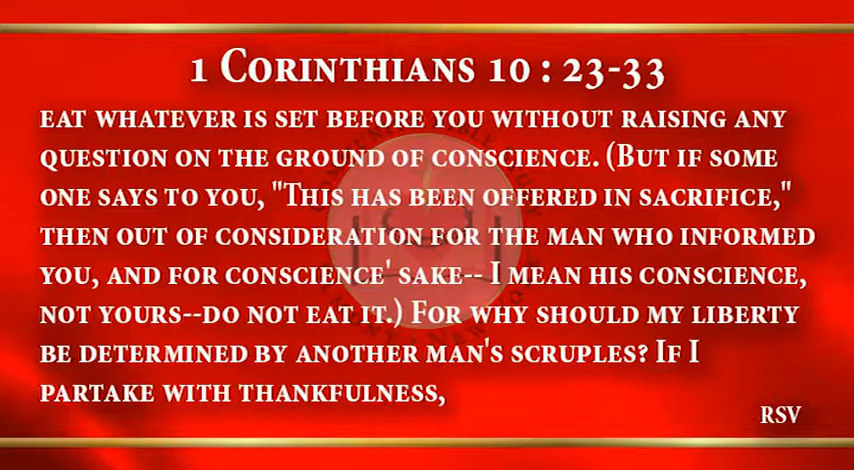 1 Corinthians 10 : 23-33
eat whatever is set before you without raising any
question on the ground of conscience. (But if some
one says to you, "This has been offered in sacrifice,"
then out of consideration for the man who informed
you, and for conscience' sake-- I mean his conscience,
not yours--do not eat it.) For why should my liberty
be determined by another man's scruples? If I
partake with thankfulness,
RSV